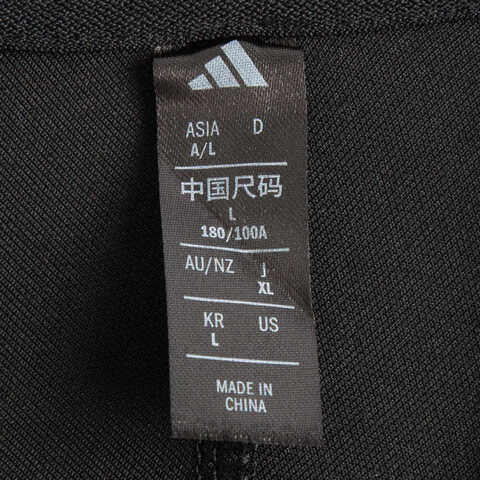 ASIA D
A/L
中国尺码
L
180/100A
AU/NZ J
XL
KR US
L
MADE IN
CHINA